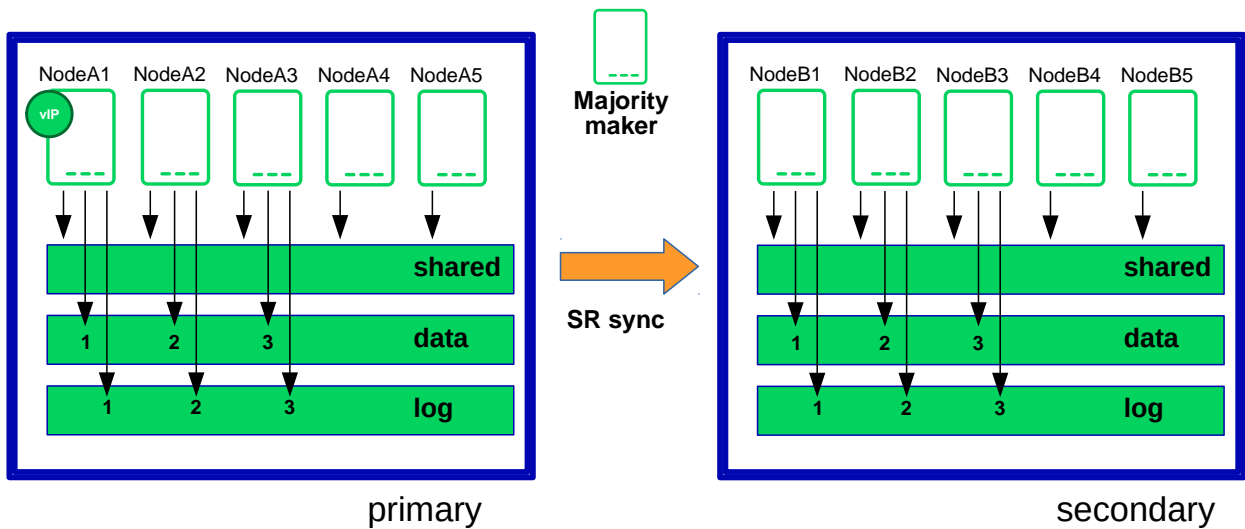 NodeA1 NodeA2 NodeA3 NodeA4 NodeA5
vIP
Majority
maker
NodeB1 NodeB2 NodeB3 NodeB4 NodeB5
shared
data
1 2 3
log
1 2 3
SR sync
shared
data
1 2 3
log
1 2 3
primary
secondary